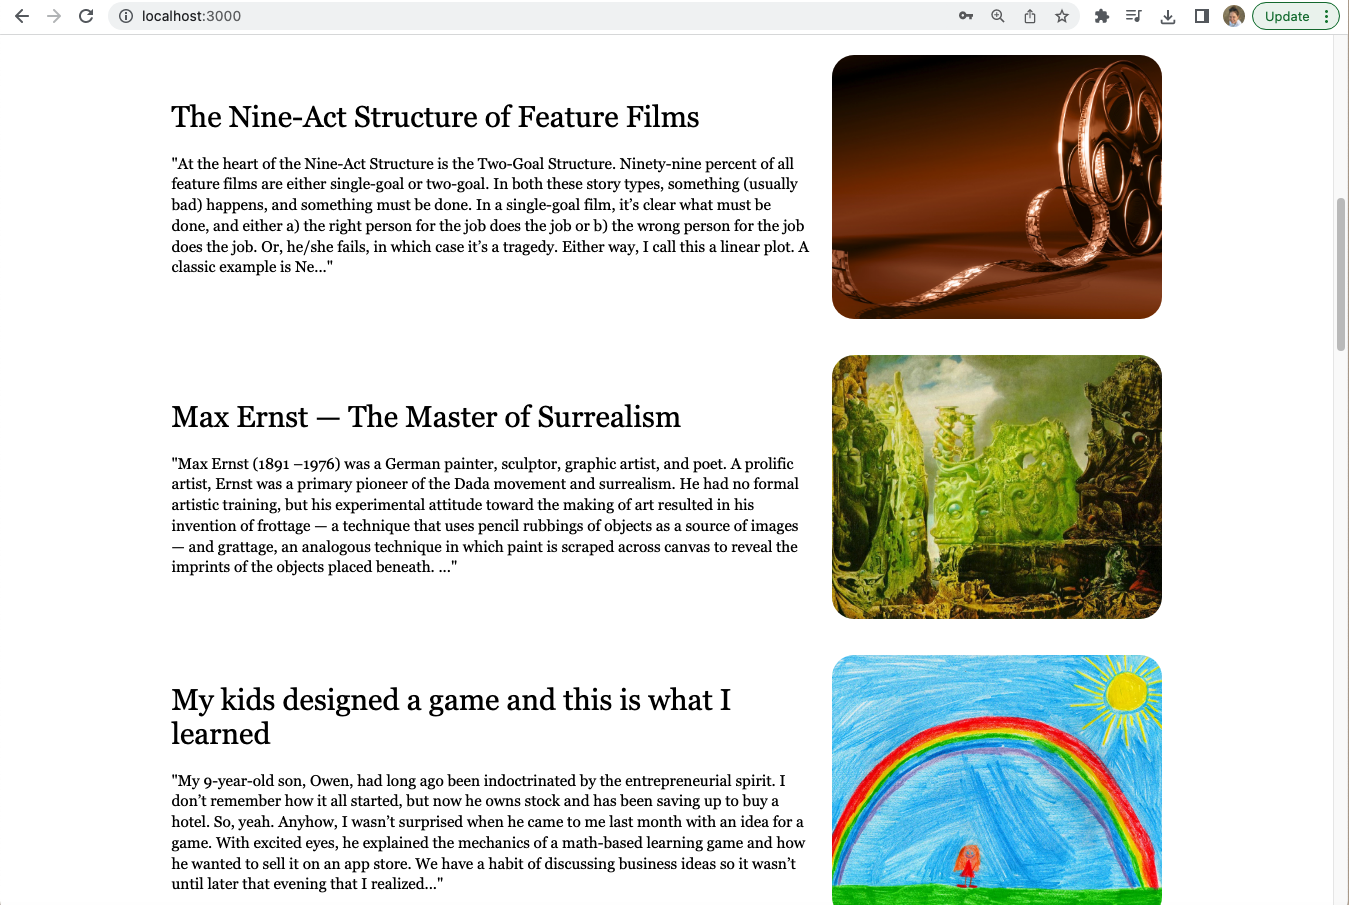 localhost:3000
Update
The Nine-Act Structure of Feature Films
"At the heart of the Nine-Act Structure is the Two-Goal Structure. Ninety-nine percent of all
feature films are either single-goal or two-goal. In both these story types, something (usually
bad) happens, and something must be done. In a single-goal film, it’s clear what must be
done, and either a) the right person for the job does the job or b) the wrong person for the job
does the job. Or, he/she fails, in which case it’s a tragedy. Either way, I call this a linear plot. A
classic example is Ne..."
Max Ernst — The Master of Surrealism
"Max Ernst (1891 –1976) was a German painter, sculptor, graphic artist, and poet. A prolific
artist, Ernst was a primary pioneer of the Dada movement and surrealism. He had no formal
artistic training, but his experimental attitude toward the making of art resulted in his
invention of frottage — a technique that uses pencil rubbings of objects as a source of images
— and grattage, an analogous technique in which paint is scraped across canvas to reveal the
imprints of the objects placed beneath. ..."
My kids designed a game and this is what I
learned
"My 9-year-old son, Owen, had long ago been indoctrinated by the entrepreneurial spirit. I
don’t remember how it all started, but now he owns stock and has been saving up to buy a
hotel. So, yeah. Anyhow, I wasn’t surprised when he came to me last month with an idea for a
game. With excited eyes, he explained the mechanics of a math-based learning game and how
he wanted to sell it on an app store. We have a habit of discussing business ideas so it wasn’t
until later that evening that I realized..."